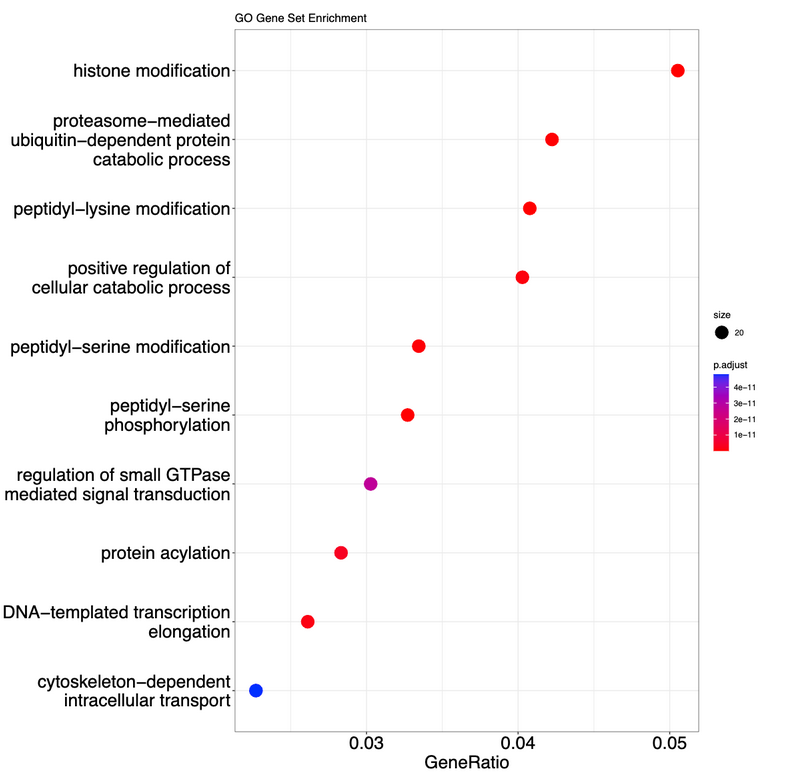 GO Gene Set Enrichment
histone modification
proteasome−mediated
ubiquitin−dependent protein
catabolic process
peptidyl−lysine modification
positive regulation of
cellular catabolic process
peptidyl−serine modification
peptidyl−serine
phosphorylation
regulation of small GTPase
mediated signal transduction
protein acylation
DNA−templated transcription
elongation
cytoskeleton−dependent
intracellular transport
0.03 0.04 0.05
GeneRatio
size
20
p.adjust
4e−11
3e−11
2e−11
1e−11